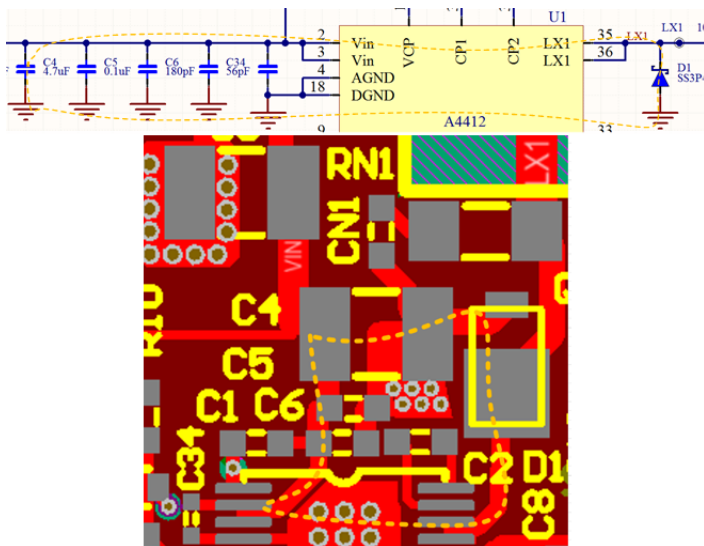 U1
C4
4.7uF
C5
0.1uF
C6
180pF
C34
56pF
2
3
4
18
9
Vin
Vin
AGND
DGND
VCP
CP1
CP2
LX1
LX1
A4412
35
36
33
LX1
LX1
D1
RN1
LX1
CN1
VIN
C4
C5
C1 C6
C34
C2 D1
C8